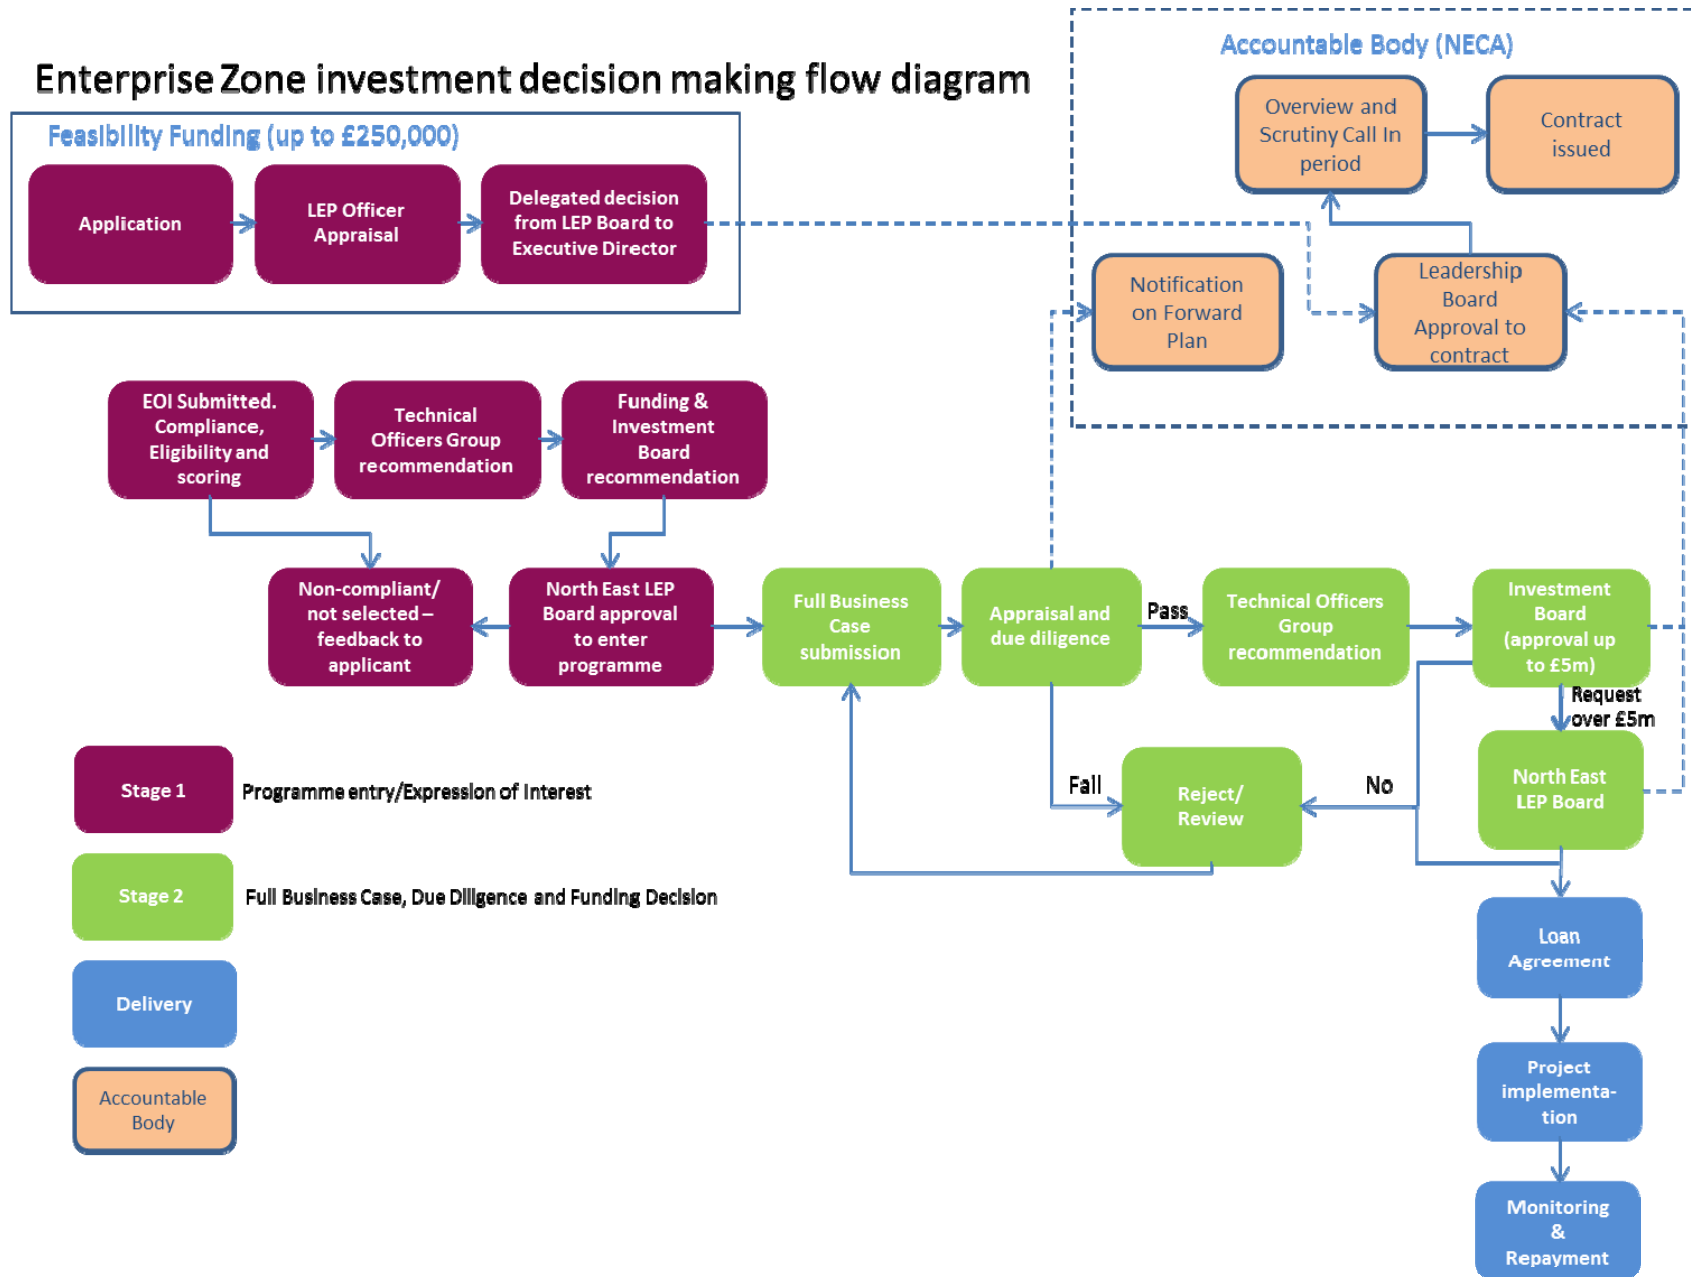 Enterprise Zone investment decision making flow diagram
Feasibility Funding (up to £250,000)
Application
LEP Officer
Appraisal
Delegated decision
from LEP Board to
Executive Director
Accountable Body (NECA)
Overview and
Scrutiny Call In
period
Contract
issued
Notification
on Forward
Plan
Leadership
Board
Approval to
contract
EOI Submitted.
Compliance,
Eligibility and
scoring
Technical
Officers Group
recommendation
Funding &
Investment
Board
recommendation
Non-compliant/
not selected –
feedback to
applicant
North East LEP
Board approval
to enter
programme
Full Business
Case
submission
Appraisal and
due diligence
Pass
Technical Officers
Group
recommendation
Investment
Board
(approval up
to £5m)
Request
over £5m
Fail
Reject/
Review
No
North East
LEP Board
Stage 1
Programme entry/Expression of Interest
Stage 2
Full Business Case, Due Diligence and Funding Decision
Delivery
Accountable
Body
Loan
Agreement
Project
implementa-
tion
Monitoring
&
Repayment